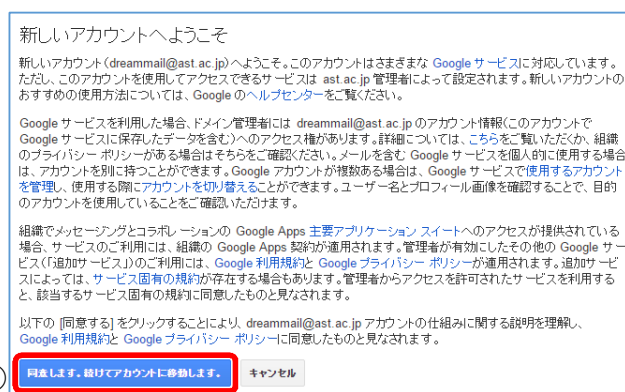 新しいアカウントへようこそ
新しいアカウント(dreammail@ast.ac.jp)へようこそ。このアカウントはさまざまな Google サービスに対応しています。
ただし、このアカウントを使用してアクセスできるサービスは ast.ac.jp 管理者によって設定されます。新しいアカウントの
おすすめの使用方法については、Google のヘルプセンターをご覧ください。
Google サービスを利用した場合、ドメイン管理者には dreammail@ast.ac.jp のアカウント情報(このアカウントで
Google サービスに保存したデータを含む)へのアクセス権があります。詳細については、こちらをご覧いただくか、組織
のプライバシー ポリシーがある場合はそちらをご確認ください。メールを含む Google サービスを個人的に使用する場合
は、アカウントを別に持つことができます。Google アカウントが複数ある場合は、Google サービスで使用するアカウント
を管理し、使用する際にアカウントを切り替えることができます。ユーザー名とプロフィール画像を確認することで、目的
のアカウントを使用していることをご確認いただけます。
組織でメッセージングとコラボレーションの Google Apps 主要アプリケーション スイートへのアクセスが提供されている
場合、サービスのご利用には、組織の Google Apps 契約が適用されます。管理者が有効にしたその他の Google サー
ビス(「追加サービス」)のご利用には、Google 利用規約と Google プライバシー ポリシーが適用されます。追加サービ
スによっては、サービス固有の規約が存在する場合もあります。管理者からアクセスを許可されたサービスを利用する
と、該当するサービス固有の規約に同意したものと見なされます。
以下の [同意する] をクリックすることにより、dreammail@ast.ac.jp アカウントの仕組みに関する説明を理解し、
Google 利用規約と Google プライバシー ポリシーに同意したものと見なされます。
同意します。続けてアカウントに移動します。 キャンセル